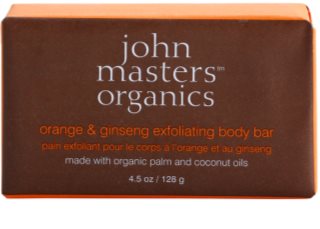 john
masters™
organics
orange & ginseng exfoliating body bar
pain exfoliant pour le corps à l'orange et au ginseng
made with organic palm and coconut oils
4.5 oz / 128 g